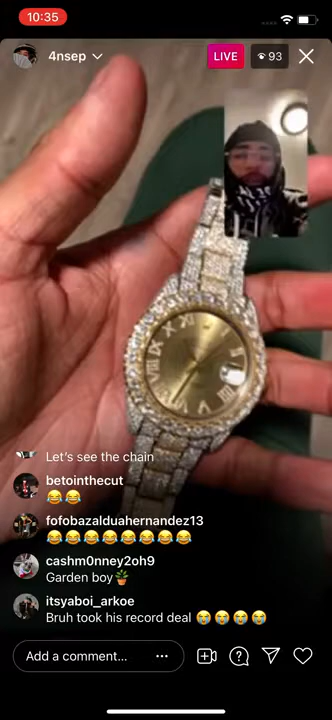 10:35
4nsep
LIVE
93
Let's see the chain
betointhecut
😂😂
fofobazalduahernandez13
😂😂😂😂😂😂😂😂
cashm0nney2oh9
Garden boy🪴
itsyaboi_arkoe
Bruh took his record deal 😭😭😭😭
Add a comment...